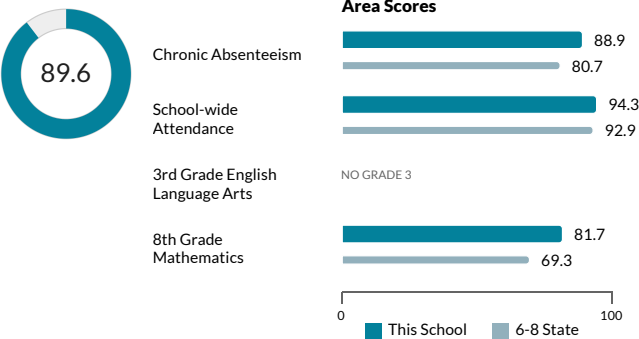 Area Scores
89.6
Chronic Absenteeism
88.9
80.7
School-wide
Attendance
94.3
92.9
3rd Grade English
Language Arts
NO GRADE 3
8th Grade
Mathematics
81.7
69.3
0
100
This School
6-8 State